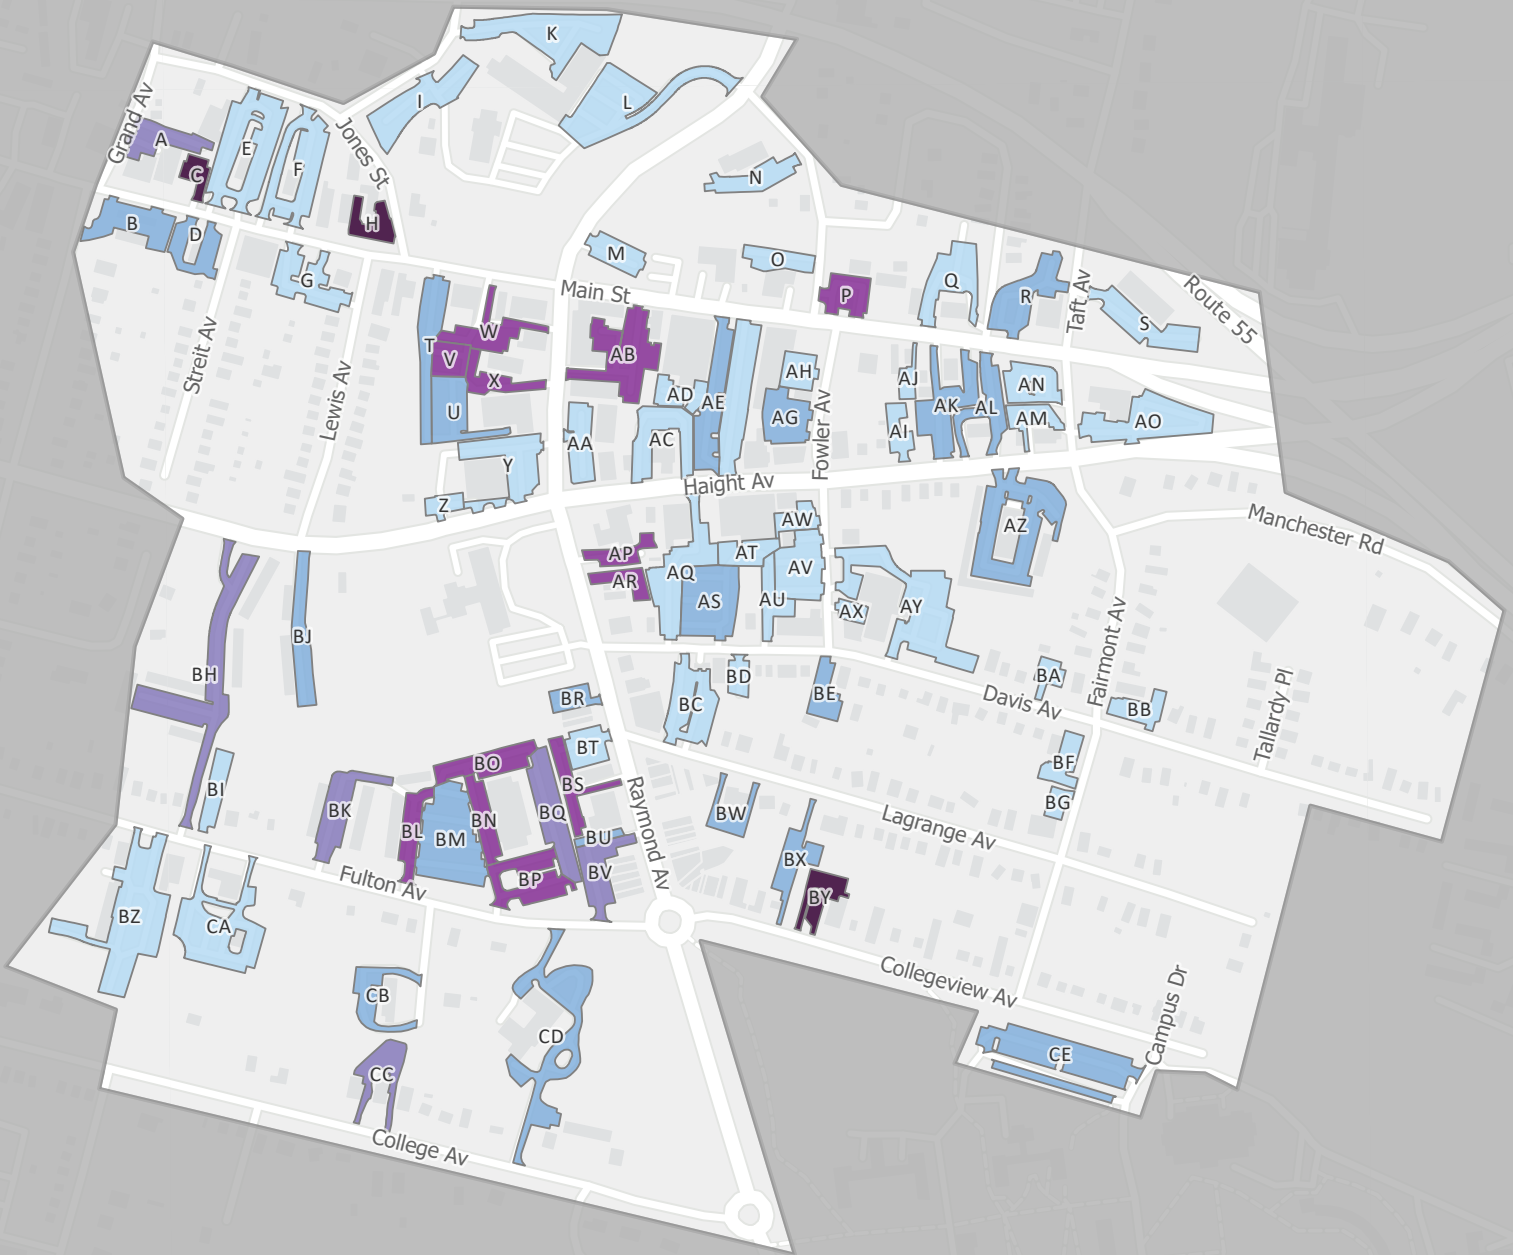 K
I
L
Grand Av
A
E
C
F
Jones St
N
B
D
H
G
M
O
Main St
P
Q
R
Taft Av
S
Route 55
Streit Av
Lewis Av
T
W
V
X
U
AB
AD
AE
AC
AA
AH
AG
Fowler Av
AJ
AK
AL
AI
AN
AM
AO
Y
Z
Haight Av
AW
AZ
Manchester Rd
AP
AR
AQ
AT
AV
AS
AU
AX
AY
BJ
BH
BR
BC
BD
BE
BA
Davis Av
Fairmont Av
BB
Tallardy Pl
BI
BT
BO
BS
BK
BL
BM
BN
BQ
BU
BP
BV
Raymond Av
BW
BF
BG
Lagrange Av
BX
BY
Fulton Av
BZ
CA
CB
CD
CC
Collegeview Av
CE
Campus Dr
College Av